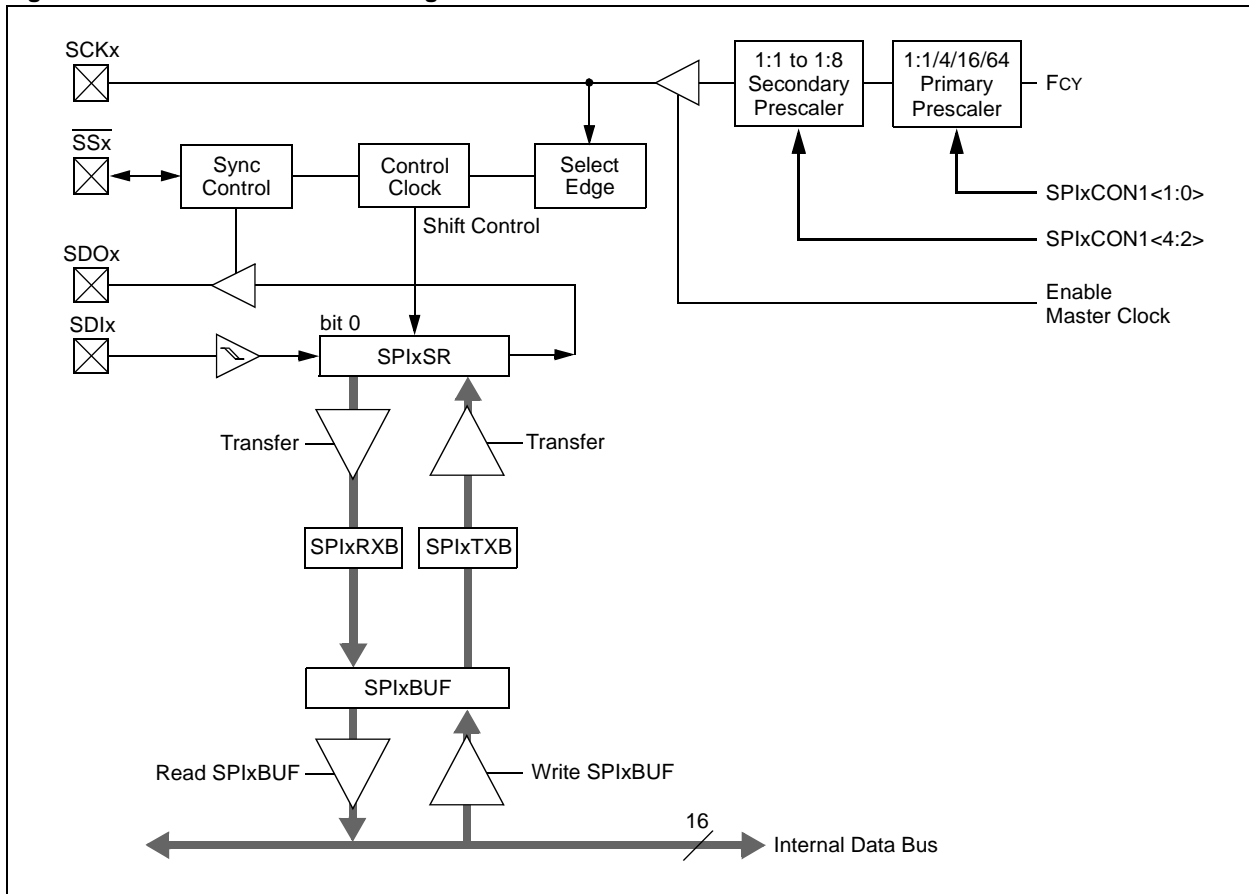 SCKx
1:1 to 1:8
Secondary
Prescaler
1:1/4/16/64
Primary
Prescaler
FCY
SSx
Sync
Control
Control
Clock
Select
Edge
SPIxCON1<1:0>
Shift Control
SPIxCON1<4:2>
SDOx
Enable
Master Clock
SDIx
bit 0
SPIxSR
Transfer
Transfer
SPIxRXB
SPIxTXB
SPIxBUF
Read SPIxBUF
Write SPIxBUF
16
Internal Data Bus